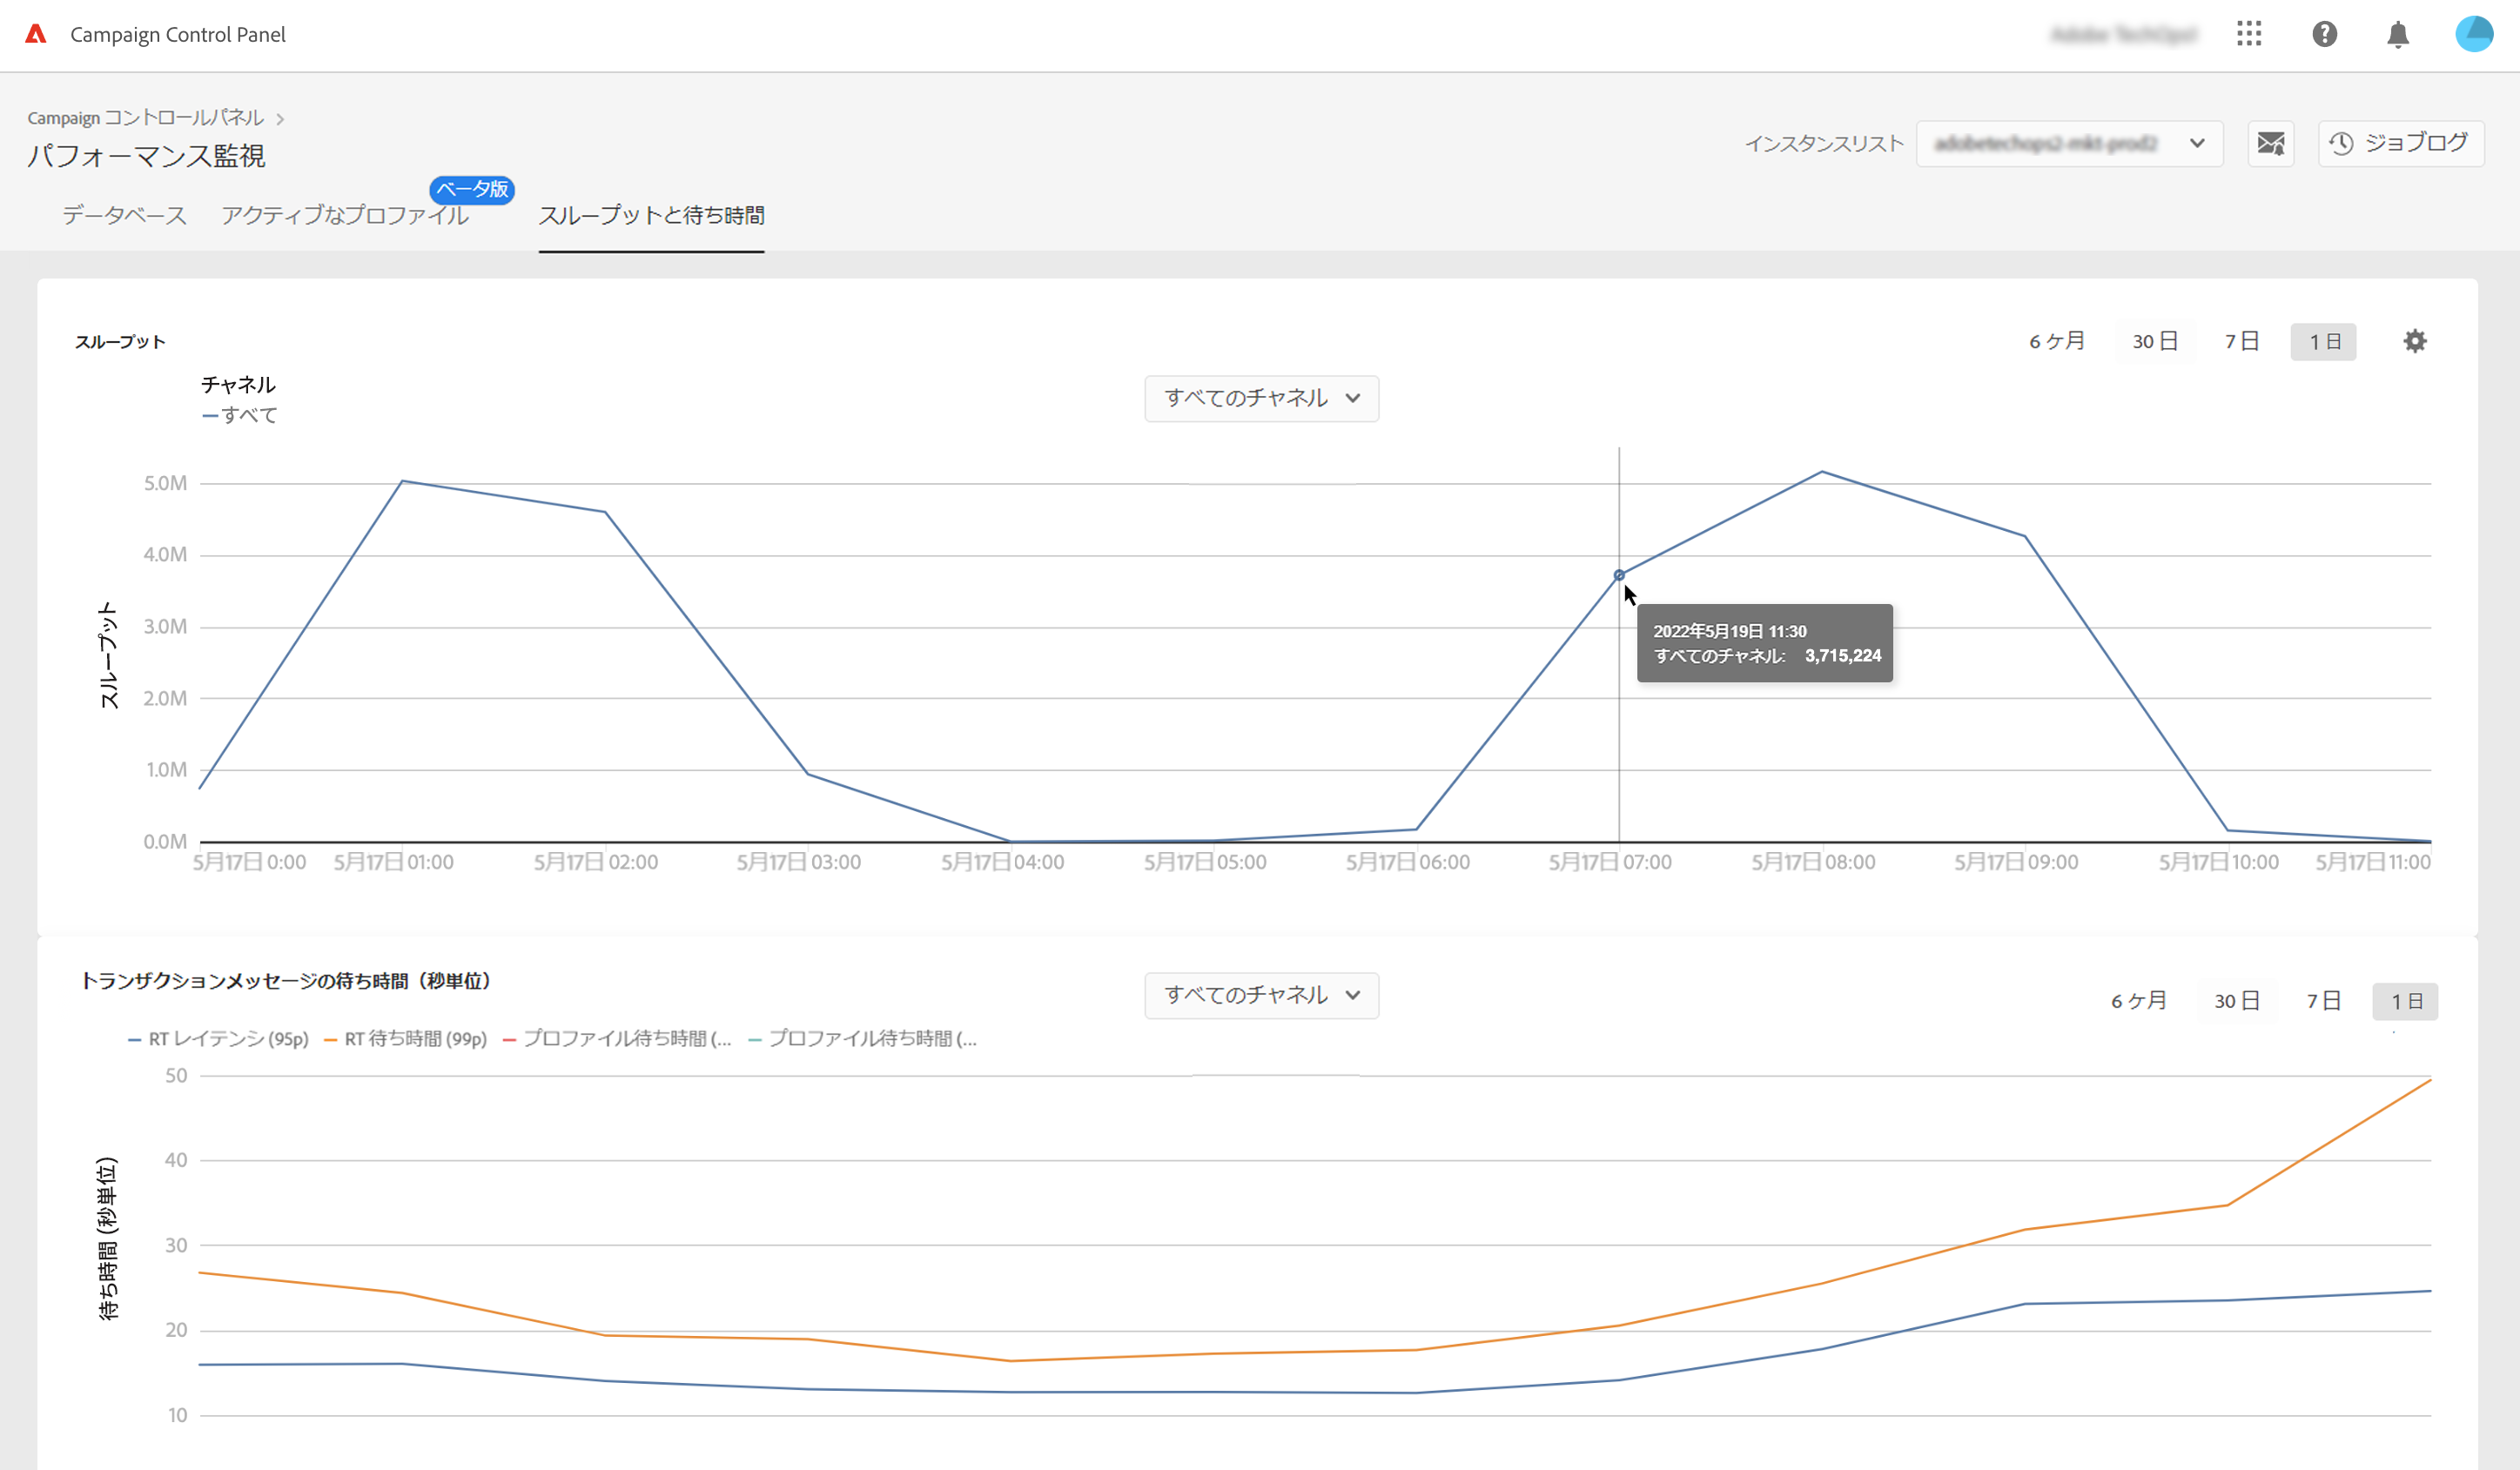 Campaign Control Panel
Campaign コントロールパネル
パフォーマンス監視
インスタンスリスト
ジョブログ
データベース
アクティブなプロファイル
ベータ版
スループットと待ち時間
スループット
6 ケ月 30 日 7 日 1 日
チャネル
すべて
すべてのチャネル
スループット
5.0M
4.0M
3.0M
2.0M
1.0M
0.0M
2022年5月19日 11:30
すべてのチャネル: 3,715,224
5月17日 0:00 5月17日 01:00 5月17日 02:00 5月17日 03:00 5月17日 04:00 5月17日 05:00 5月17日 06:00 5月17日 07:00 5月17日 08:00 5月17日 09:00 5月17日 10:00 5月17日 11:00
トランザクションメッセージの待ち時間（秒単位）
すべてのチャネル
6 ケ月 30 日 7 日 1 日
RT レイテンシ (95p) RT 待ち時間 (99p) プロファイル待ち時間 (... プロファイル待ち時間 (...
待ち時間 (秒単位)
50
40
30
20
10